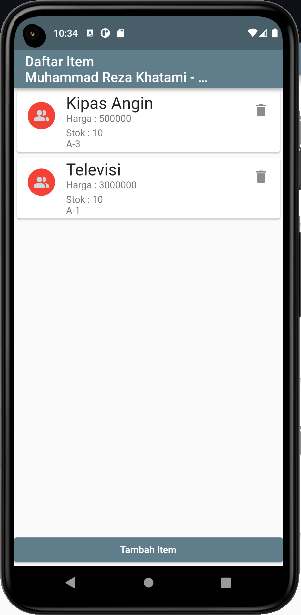 10:34
Daftar Item
Muhammad Reza Khatami - ...
Kipas Angin
Harga : 500000
Stok : 10
A-3
Televisi
Harga : 3000000
Stok : 10
A-1
Tambah Item